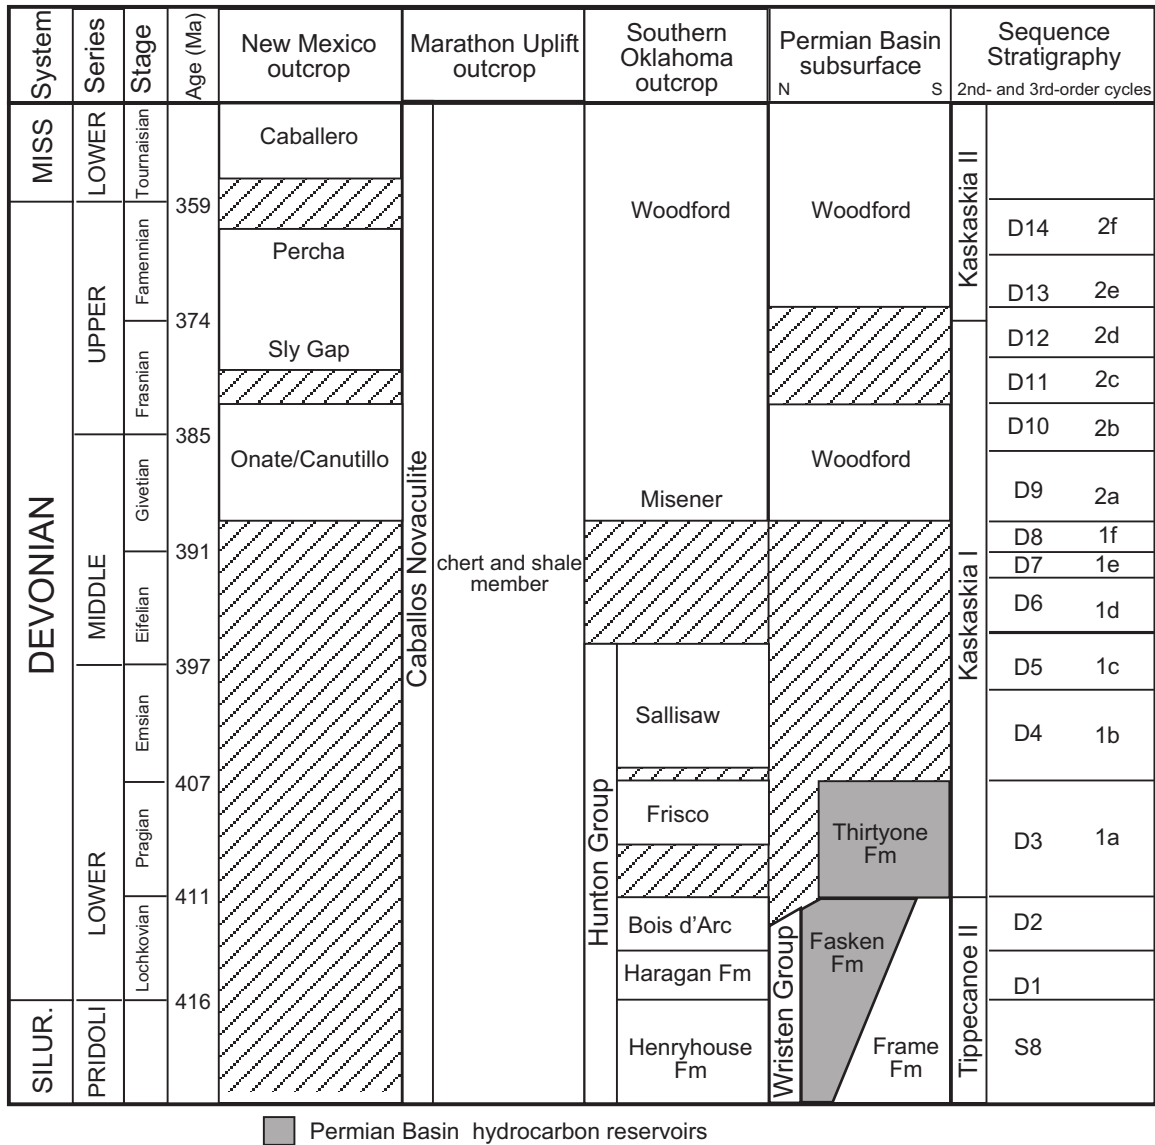 System
Series
Stage
Age (Ma)
New Mexico
outcrop
Marathon Uplift
outcrop
Southern
Oklahoma
outcrop
Permian Basin
subsurface
N S
Sequence
Stratigraphy
2nd- and 3rd-order cycles
MISS
DEVONIAN
SILUR.
LOWER
UPPER
MIDDLE
LOWER
PRIDOLI
Tournaisian
Famennian
Frasnian
Givetian
Eifelian
Emsian
Pragian
Lochkovian
359
374
385
391
397
407
411
416
Caballero
Percha
Sly Gap
Onate/Canutillo
Caballos Novaculite
chert and shale
member
Woodford
Misener
Hunton Group
Sallisaw
Frisco
Bois d'Arc
Haragan Fm
Henryhouse
Fm
Woodford
Woodford
Thirtyone
Fm
Wristen Group
Fasken
Fm
Frame
Fm
Kaskaskia II
Kaskaskia I
Tippecanoe II
D14 2f
D13 2e
D12 2d
D11 2c
D10 2b
D9 2a
D8 1f
D7 1e
D6 1d
D5 1c
D4 1b
D3 1a
D2
D1
S8
Permian Basin hydrocarbon reservoirs